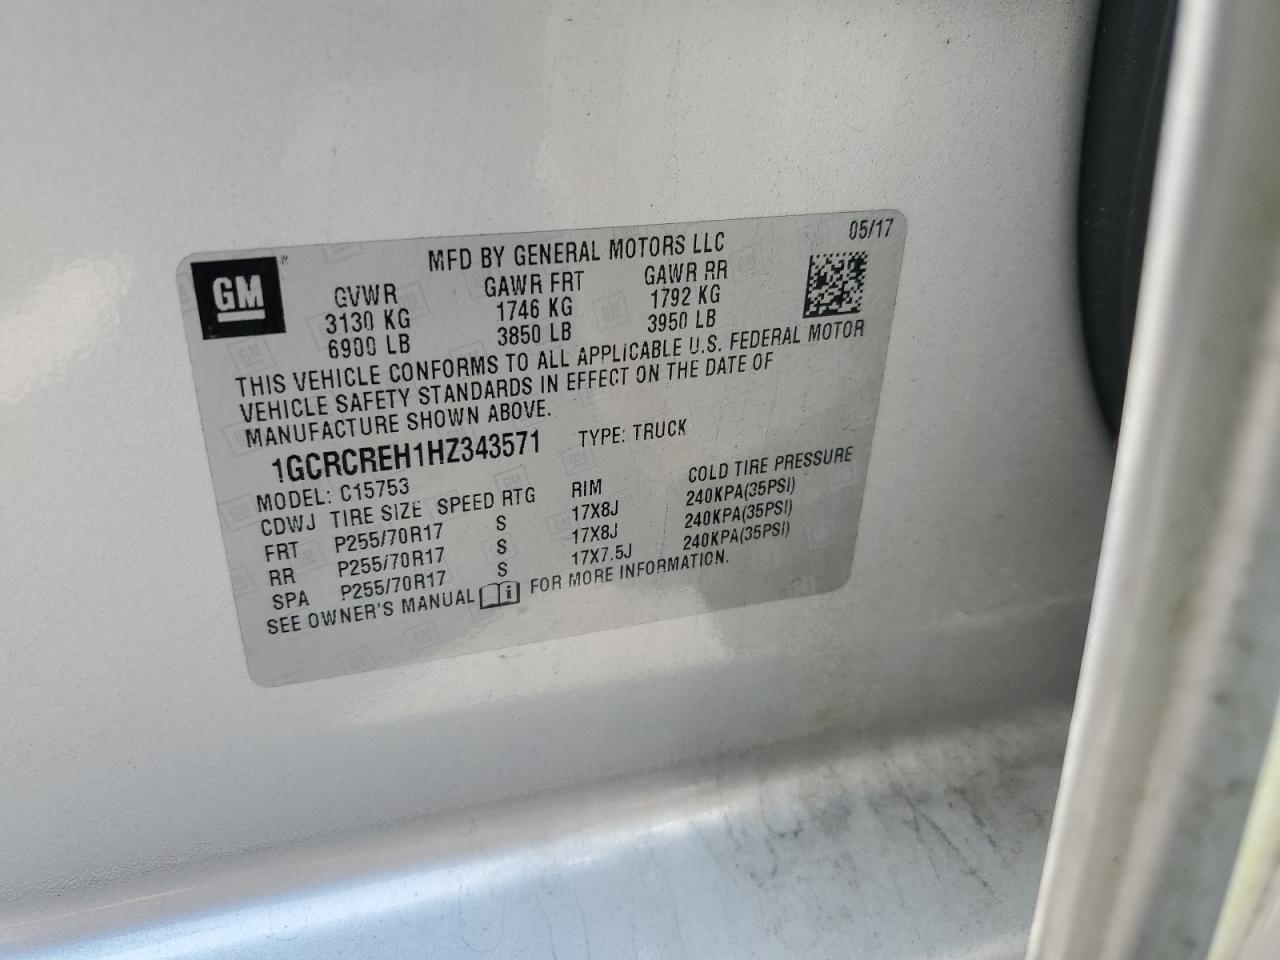 05/17
GM ® MFD BY GENERAL MOTORS LLC
GVWR GAWR FRT GAWR RR
3130 KG 1746 KG 1792 KG
6900 LB 3850 LB 3950 LB
THIS VEHICLE CONFORMS TO ALL APPLICABLE U.S. FEDERAL MOTOR
VEHICLE SAFETY STANDARDS IN EFFECT ON THE DATE OF
MANUFACTURE SHOWN ABOVE.
1GCRCREH1HZ343571 TYPE: TRUCK
MODEL: C15753
CDWJ TIRE SIZE SPEED RTG RIM COLD TIRE PRESSURE
FRT P255/70R17 S 17X8J 240KPA(35PSI)
RR P255/70R17 S 17X8J 240KPA(35PSI)
SPA P255/70R17 S 17X7.5J 240KPA(35PSI)
SEE OWNER'S MANUAL i FOR MORE INFORMATION.